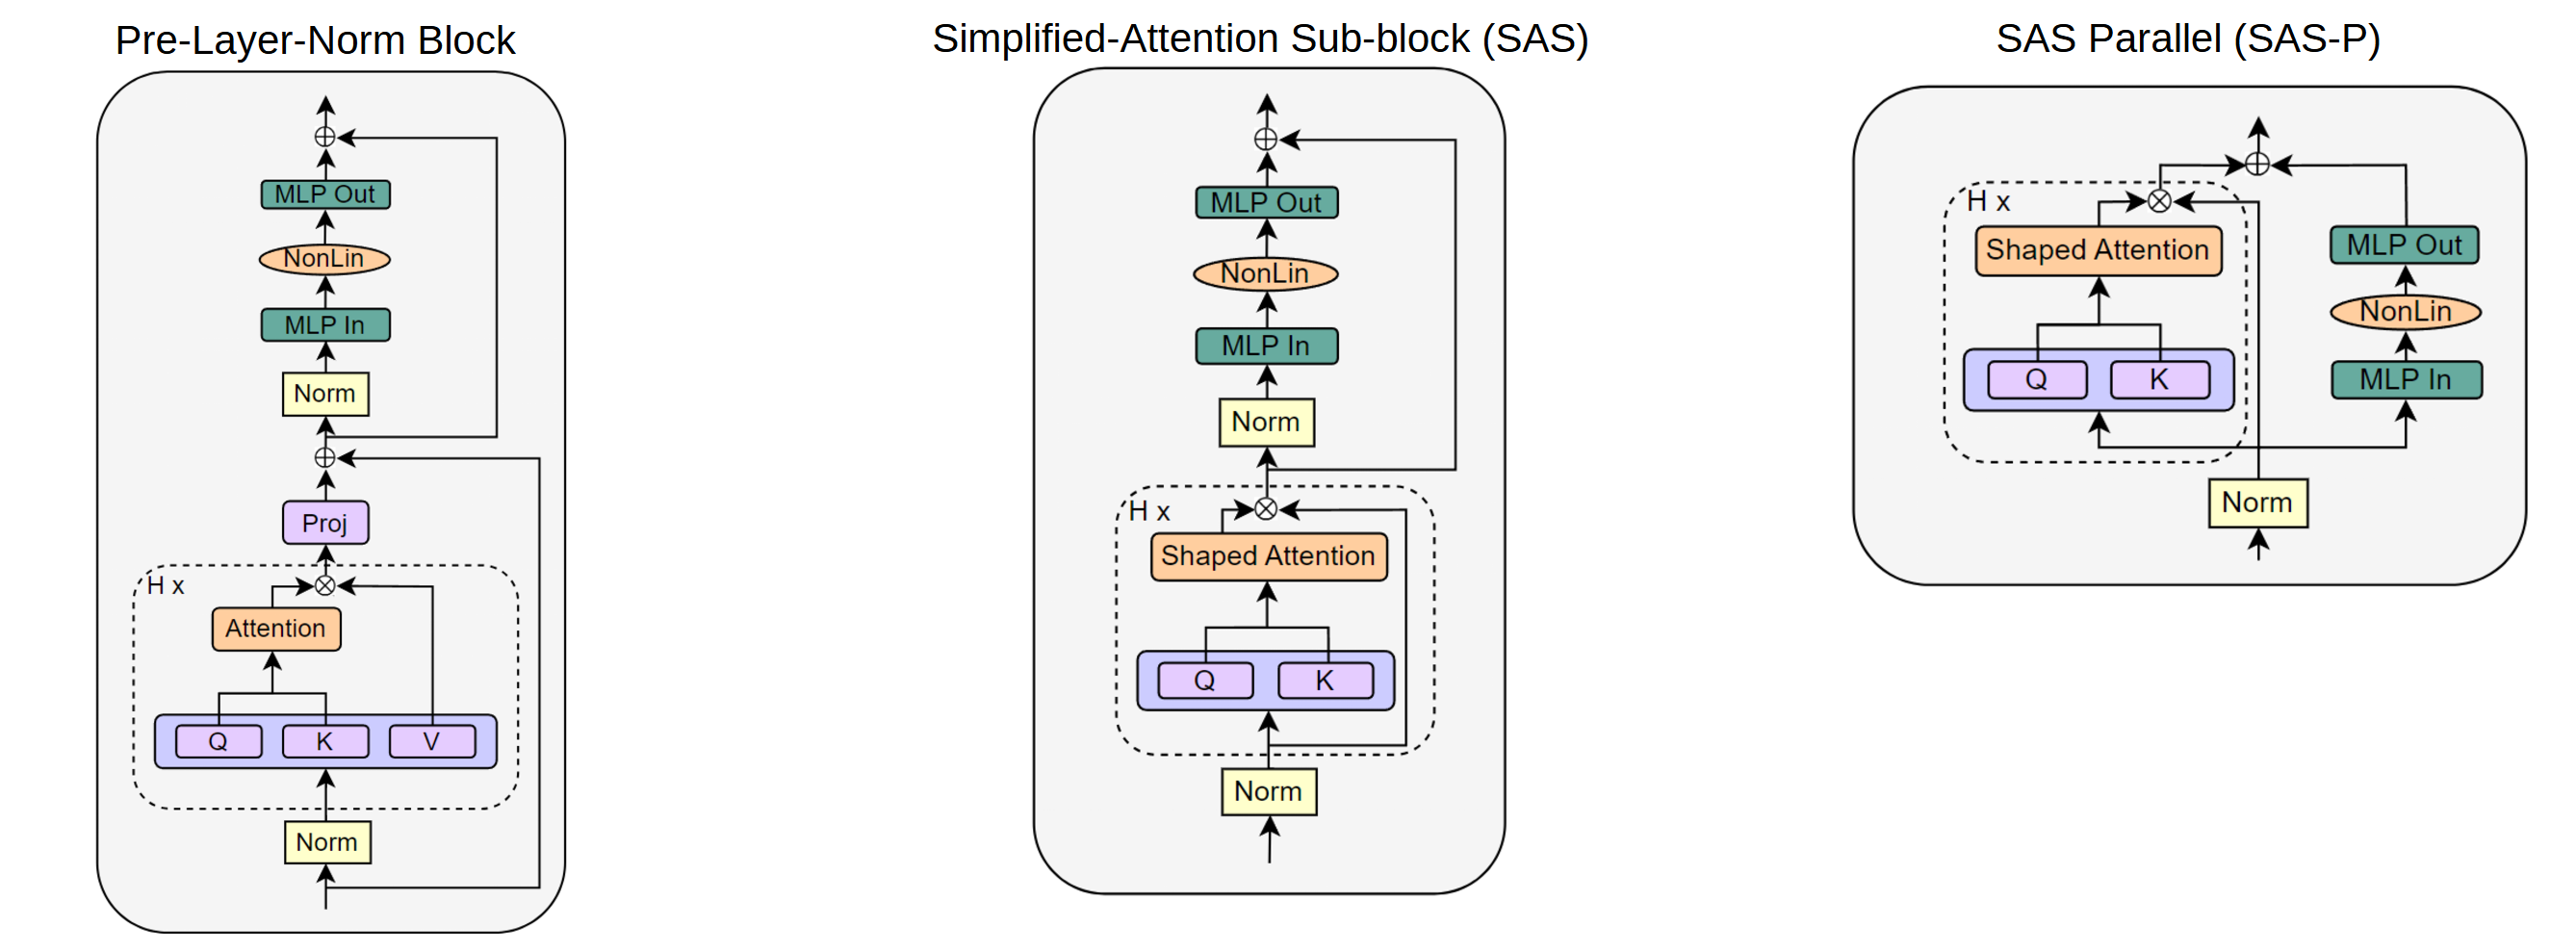 Pre-Layer-Norm Block
MLP Out
NonLin
MLP In
Norm
Proj
H x
Attention
Q K V
Norm
Simplified-Attention Sub-block (SAS)
MLP Out
NonLin
MLP In
Norm
H x
Shaped Attention
Q K
Norm
SAS Parallel (SAS-P)
H x
Shaped Attention
Q K
MLP Out
NonLin
MLP In
Norm